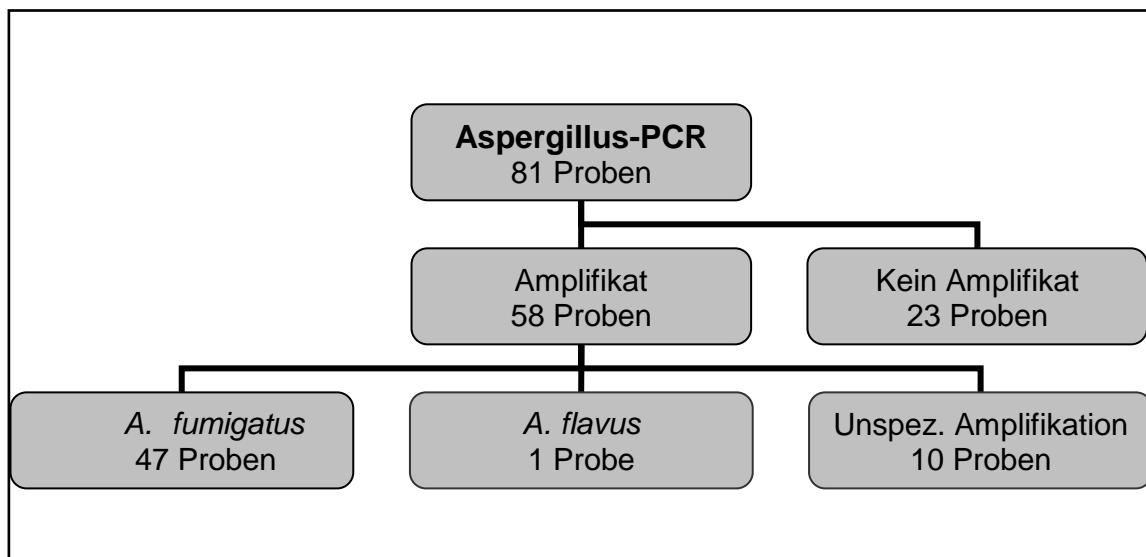 Aspergillus-PCR
81 Proben
Amplifikat
58 Proben
Kein Amplifikat
23 Proben
A. fumigatus
47 Proben
A. flavus
1 Probe
Unspez. Amplifikation
10 Proben